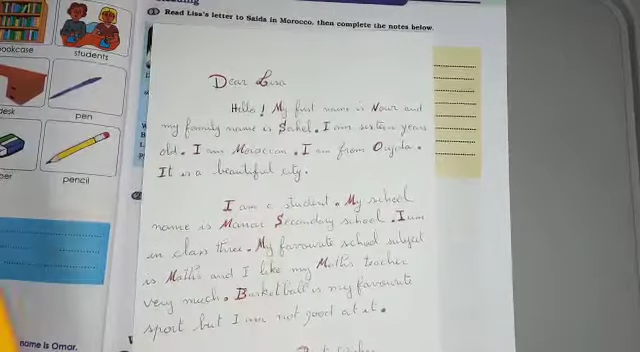 Reading
1 Read Lisa's letter to Saida in Morocco, then complete the notes below.
bookcase
students
desk
pen
pencil
Dear Lisa
Hello! My first name is Nour and
my family name is Sahel. I am sixteen years
old. I am Moroccan. I am from Oujda.
It is a beautiful city.
I am a student. My school
name is Manar Secondary school. I am
in class three. My favourite school subject
is Maths and I like my Maths teacher
very much. Basketball is my favourite
sport but I am not good at it.
name is Omar.